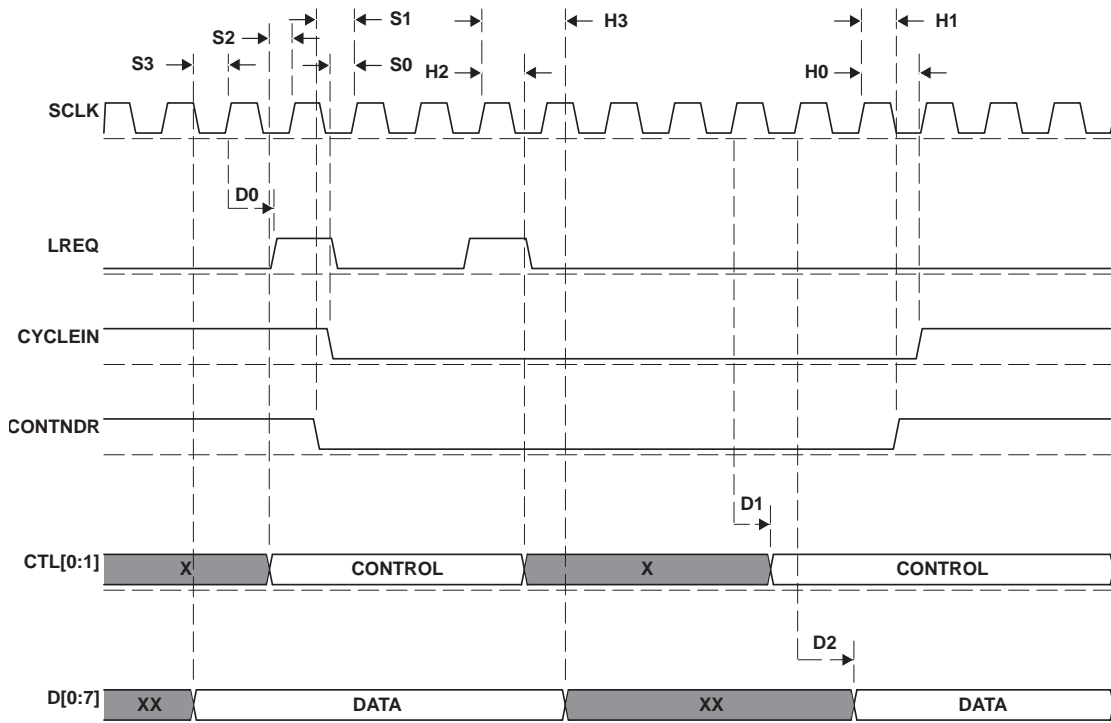 S1
H3
H1
S2
S3
S0
H2
H0
SCLK
D0
LREQ
CYCLEIN
CONTNDR
D1
CTL[0:1]
X
CONTROL
X
CONTROL
D2
D[0:7]
XX
DATA
XX
DATA